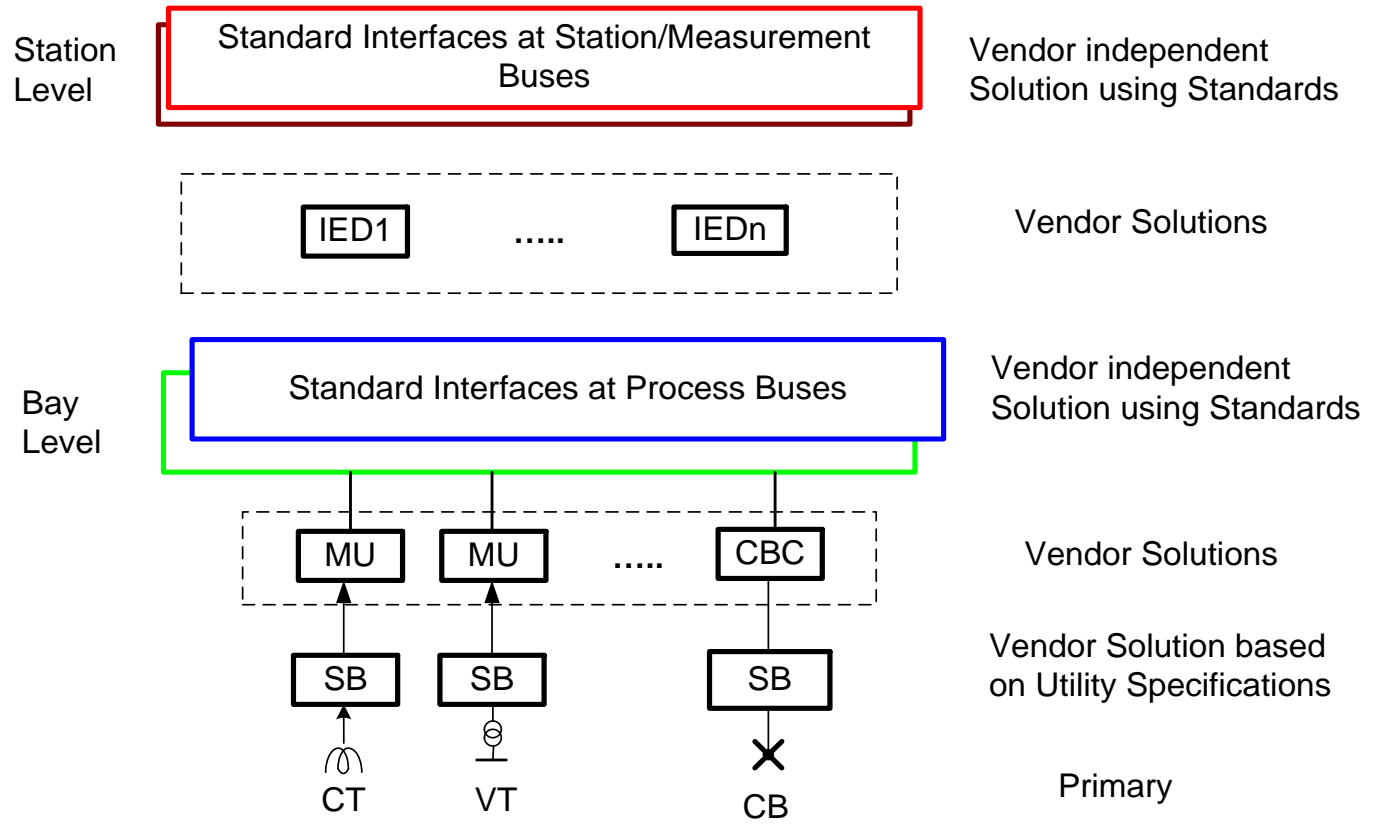 Station
Level
Standard Interfaces at Station/Measurement
Buses
Vendor independent
Solution using Standards
IED1
.....
IEDn
Vendor Solutions
Bay
Level
Standard Interfaces at Process Buses
Vendor independent
Solution using Standards
MU
MU
.....
CBC
Vendor Solutions
SB
SB
SB
Vendor Solution based
on Utility Specifications
CT
VT
CB
Primary